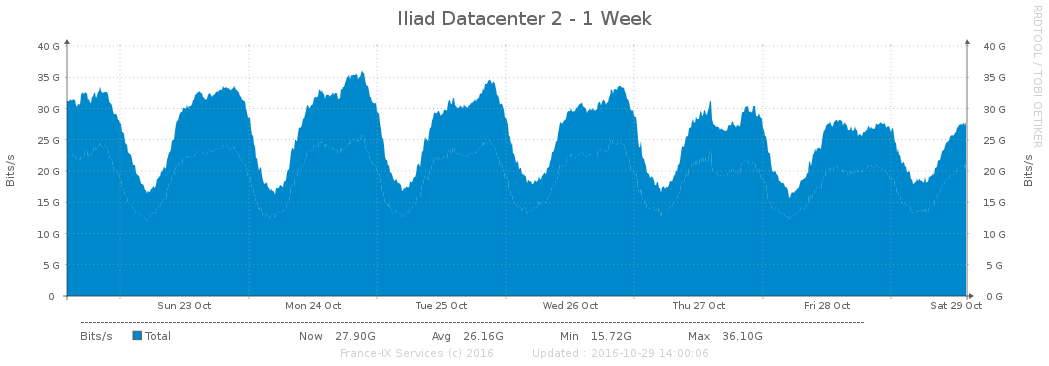 Iliad Datacenter 2 - 1 Week
RRDTOOL / TOBI OETIKER
Bits/s
40 G 40 G
35 G 35 G
30 G 30 G
25 G 25 G
20 G 20 G
15 G 15 G
10 G 10 G
5 G 5 G
0 0 G
Bits/s
Sun 23 Oct Mon 24 Oct Tue 25 Oct Wed 26 Oct Thu 27 Oct Fri 28 Oct Sat 29 Oct
Bits/s Total Now 27.90G Avg 26.16G Min 15.72G Max 36.10G
France-IX Services (c) 2016 Updated : 2016-10-29 14:00:06